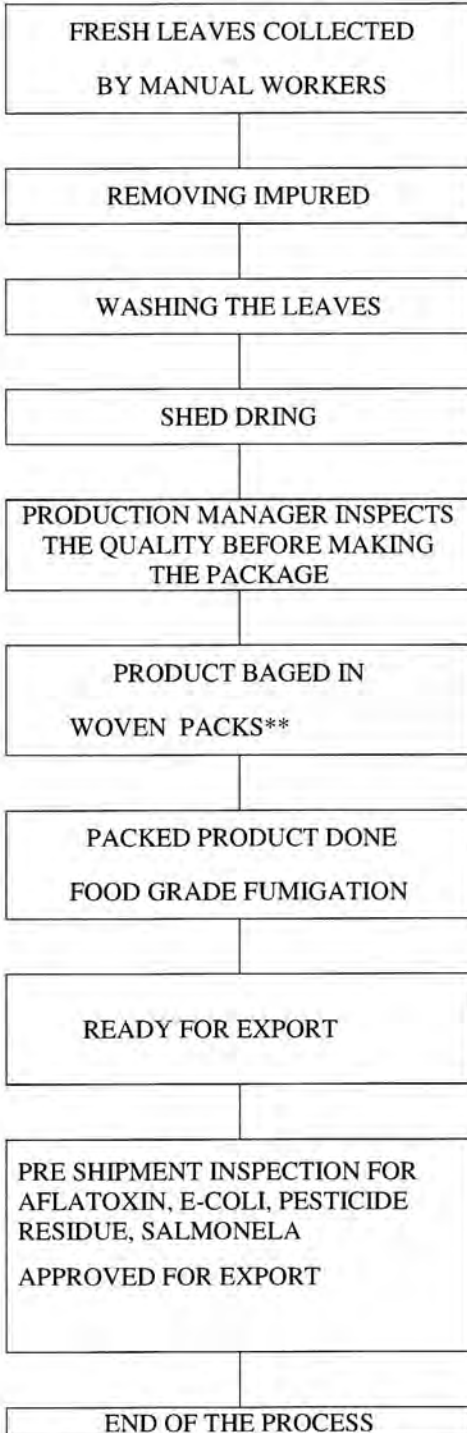 FRESH LEAVES COLLECTED
BY MANUAL WORKERS
REMOVING IMPURED
WASHING THE LEAVES
SHED DRING
PRODUCTION MANAGER INSPECTS
THE QUALITY BEFORE MAKING
THE PACKAGE
PRODUCT BAGED IN
WOVEN PACKS**
PACKED PRODUCT DONE
FOOD GRADE FUMIGATION
READY FOR EXPORT
PRE SHIPMENT INSPECTION FOR
AFLATOXIN, E-COLI, PESTICIDE
RESIDUE, SALMONELA
APPROVED FOR EXPORT
END OF THE PROCESS